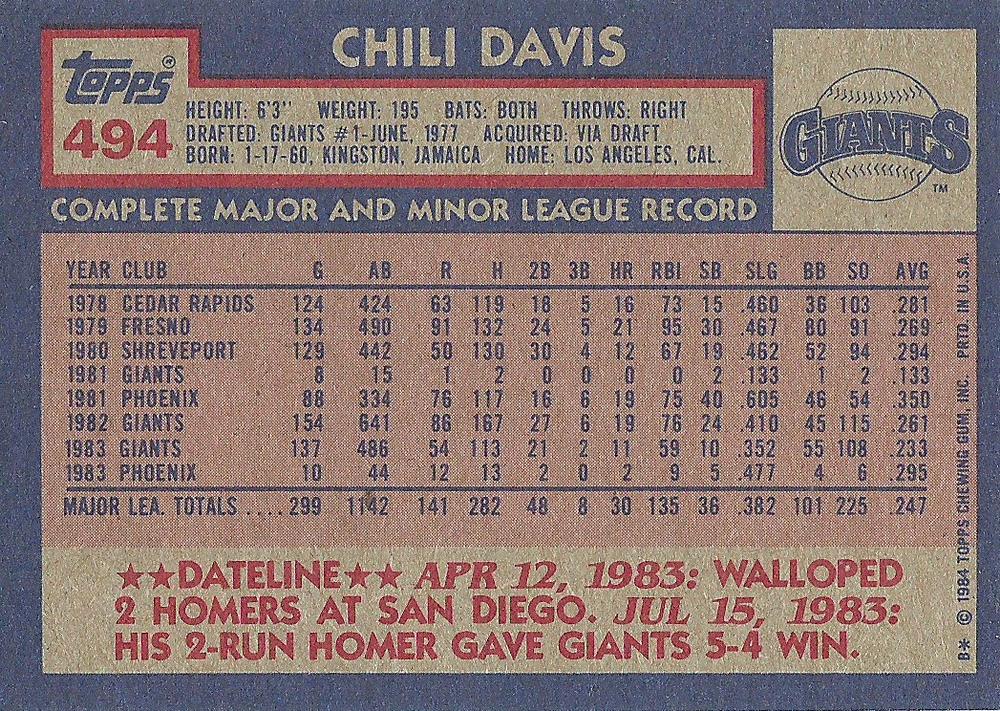 CHILI DAVIS
Topps®
494
HEIGHT: 6'3" WEIGHT: 195 BATS: BOTH THROWS: RIGHT
DRAFTED: GIANTS #1-JUNE, 1977 ACQUIRED: VIA DRAFT
BORN: 1-17-60, KINGSTON, JAMAICA HOME: LOS ANGELES, CAL.
GIANTS
TM
COMPLETE MAJOR AND MINOR LEAGUE RECORD
YEAR CLUB G AB R H 2B 3B HR RBI SB SLG BB SO AVG
1978 CEDAR RAPIDS 124 424 63 119 18 5 16 73 15 .460 36 103 .281
1979 FRESNO 134 490 91 132 24 5 21 95 30 .467 80 91 .269
1980 SHREVEPORT 129 442 50 130 30 4 12 67 19 .462 52 94 .294
1981 GIANTS 8 15 1 2 0 0 0 0 2 .133 1 2 .133
1981 PHOENIX 88 334 76 117 16 6 19 75 40 .605 46 54 .350
1982 GIANTS 154 641 86 167 27 6 19 76 24 .410 45 115 .261
1983 GIANTS 137 486 54 113 21 2 11 59 10 .352 55 108 .233
1983 PHOENIX 10 44 12 13 2 0 2 9 5 .477 4 6 .295
MAJOR LEA. TOTALS .... 299 1142 141 282 48 8 30 135 36 .382 101 225 .247
★★DATELINE★★ APR 12, 1983: WALLOPED
2 HOMERS AT SAN DIEGO. JUL 15, 1983:
HIS 2-RUN HOMER GAVE GIANTS 5-4 WIN.
B* © 1984 TOPPS CHEWING GUM, INC. PRTD. IN U.S.A.